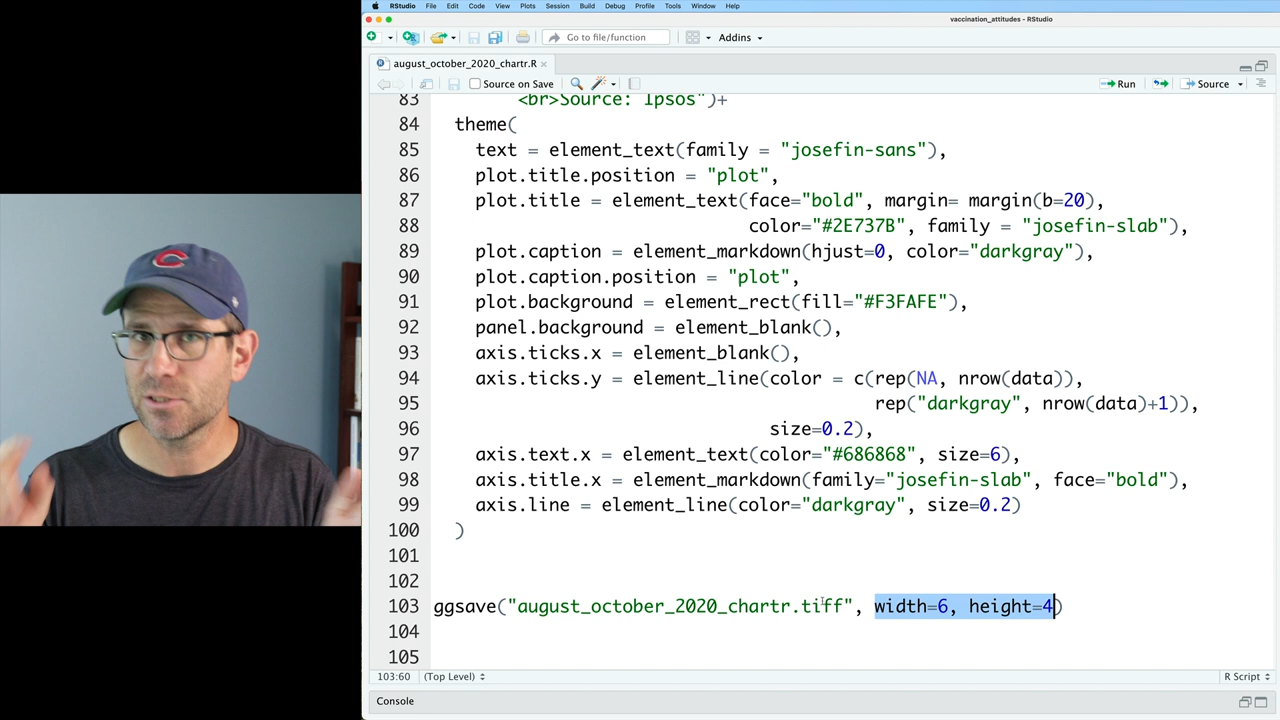 RStudio File Edit Code View Plots Session Build Debug Profile Tools Window Help
vaccination_attitudes - RStudio
Go to file/function Addins
august_october_2020_chartr.R
Source on Save Run Source
83 <br>Source: Ipsos")+
84 theme(
85 text = element_text(family = "josefin-sans"),
86 plot.title.position = "plot",
87 plot.title = element_text(face="bold", margin= margin(b=20),
88 color="#2E737B", family = "josefin-slab"),
89 plot.caption = element_markdown(hjust=0, color="darkgray"),
90 plot.caption.position = "plot",
91 plot.background = element_rect(fill="#F3FAFE"),
92 panel.background = element_blank(),
93 axis.ticks.x = element_blank(),
94 axis.ticks.y = element_line(color = c(rep(NA, nrow(data)),
95 rep("darkgray", nrow(data)+1)),
96 size=0.2),
97 axis.text.x = element_text(color="#686868", size=6),
98 axis.title.x = element_markdown(family="josefin-slab", face="bold"),
99 axis.line = element_line(color="darkgray", size=0.2)
100 )
101
102
103 ggsave("august_october_2020_chartr.tiff", width=6, height=4)
104
105
103:60 (Top Level) R Script
Console